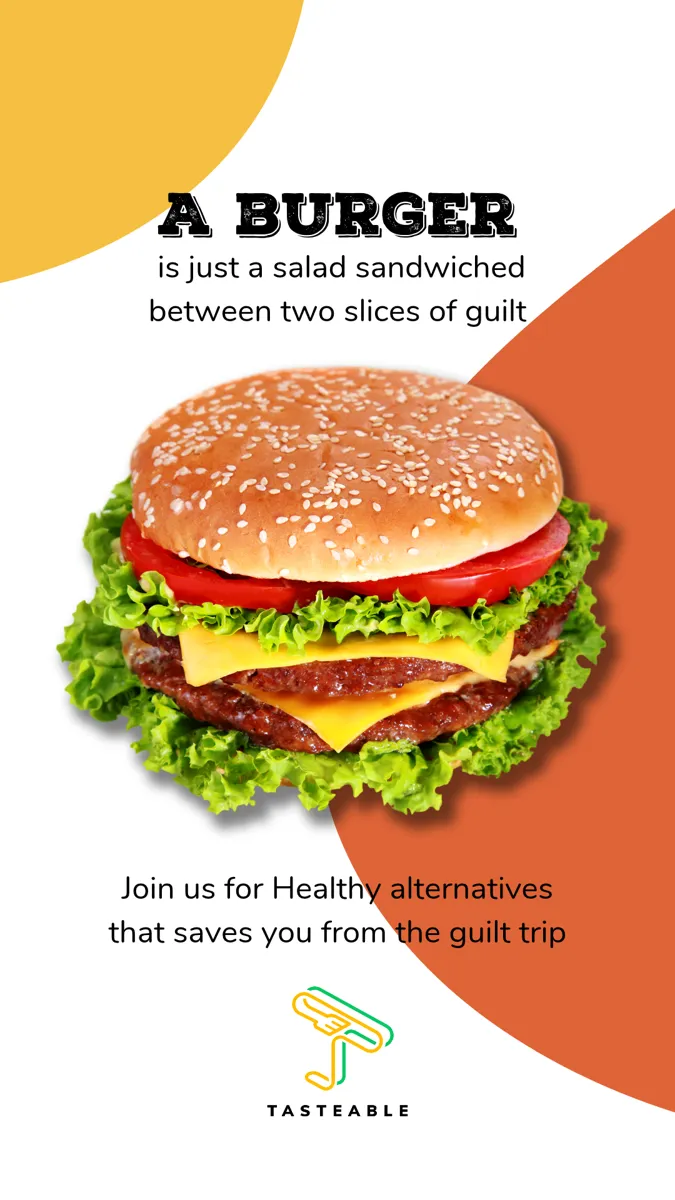 A BURGER
is just a salad sandwiched
between two slices of guilt
Join us for Healthy alternatives
that saves you from the guilt trip
TASTEABLE